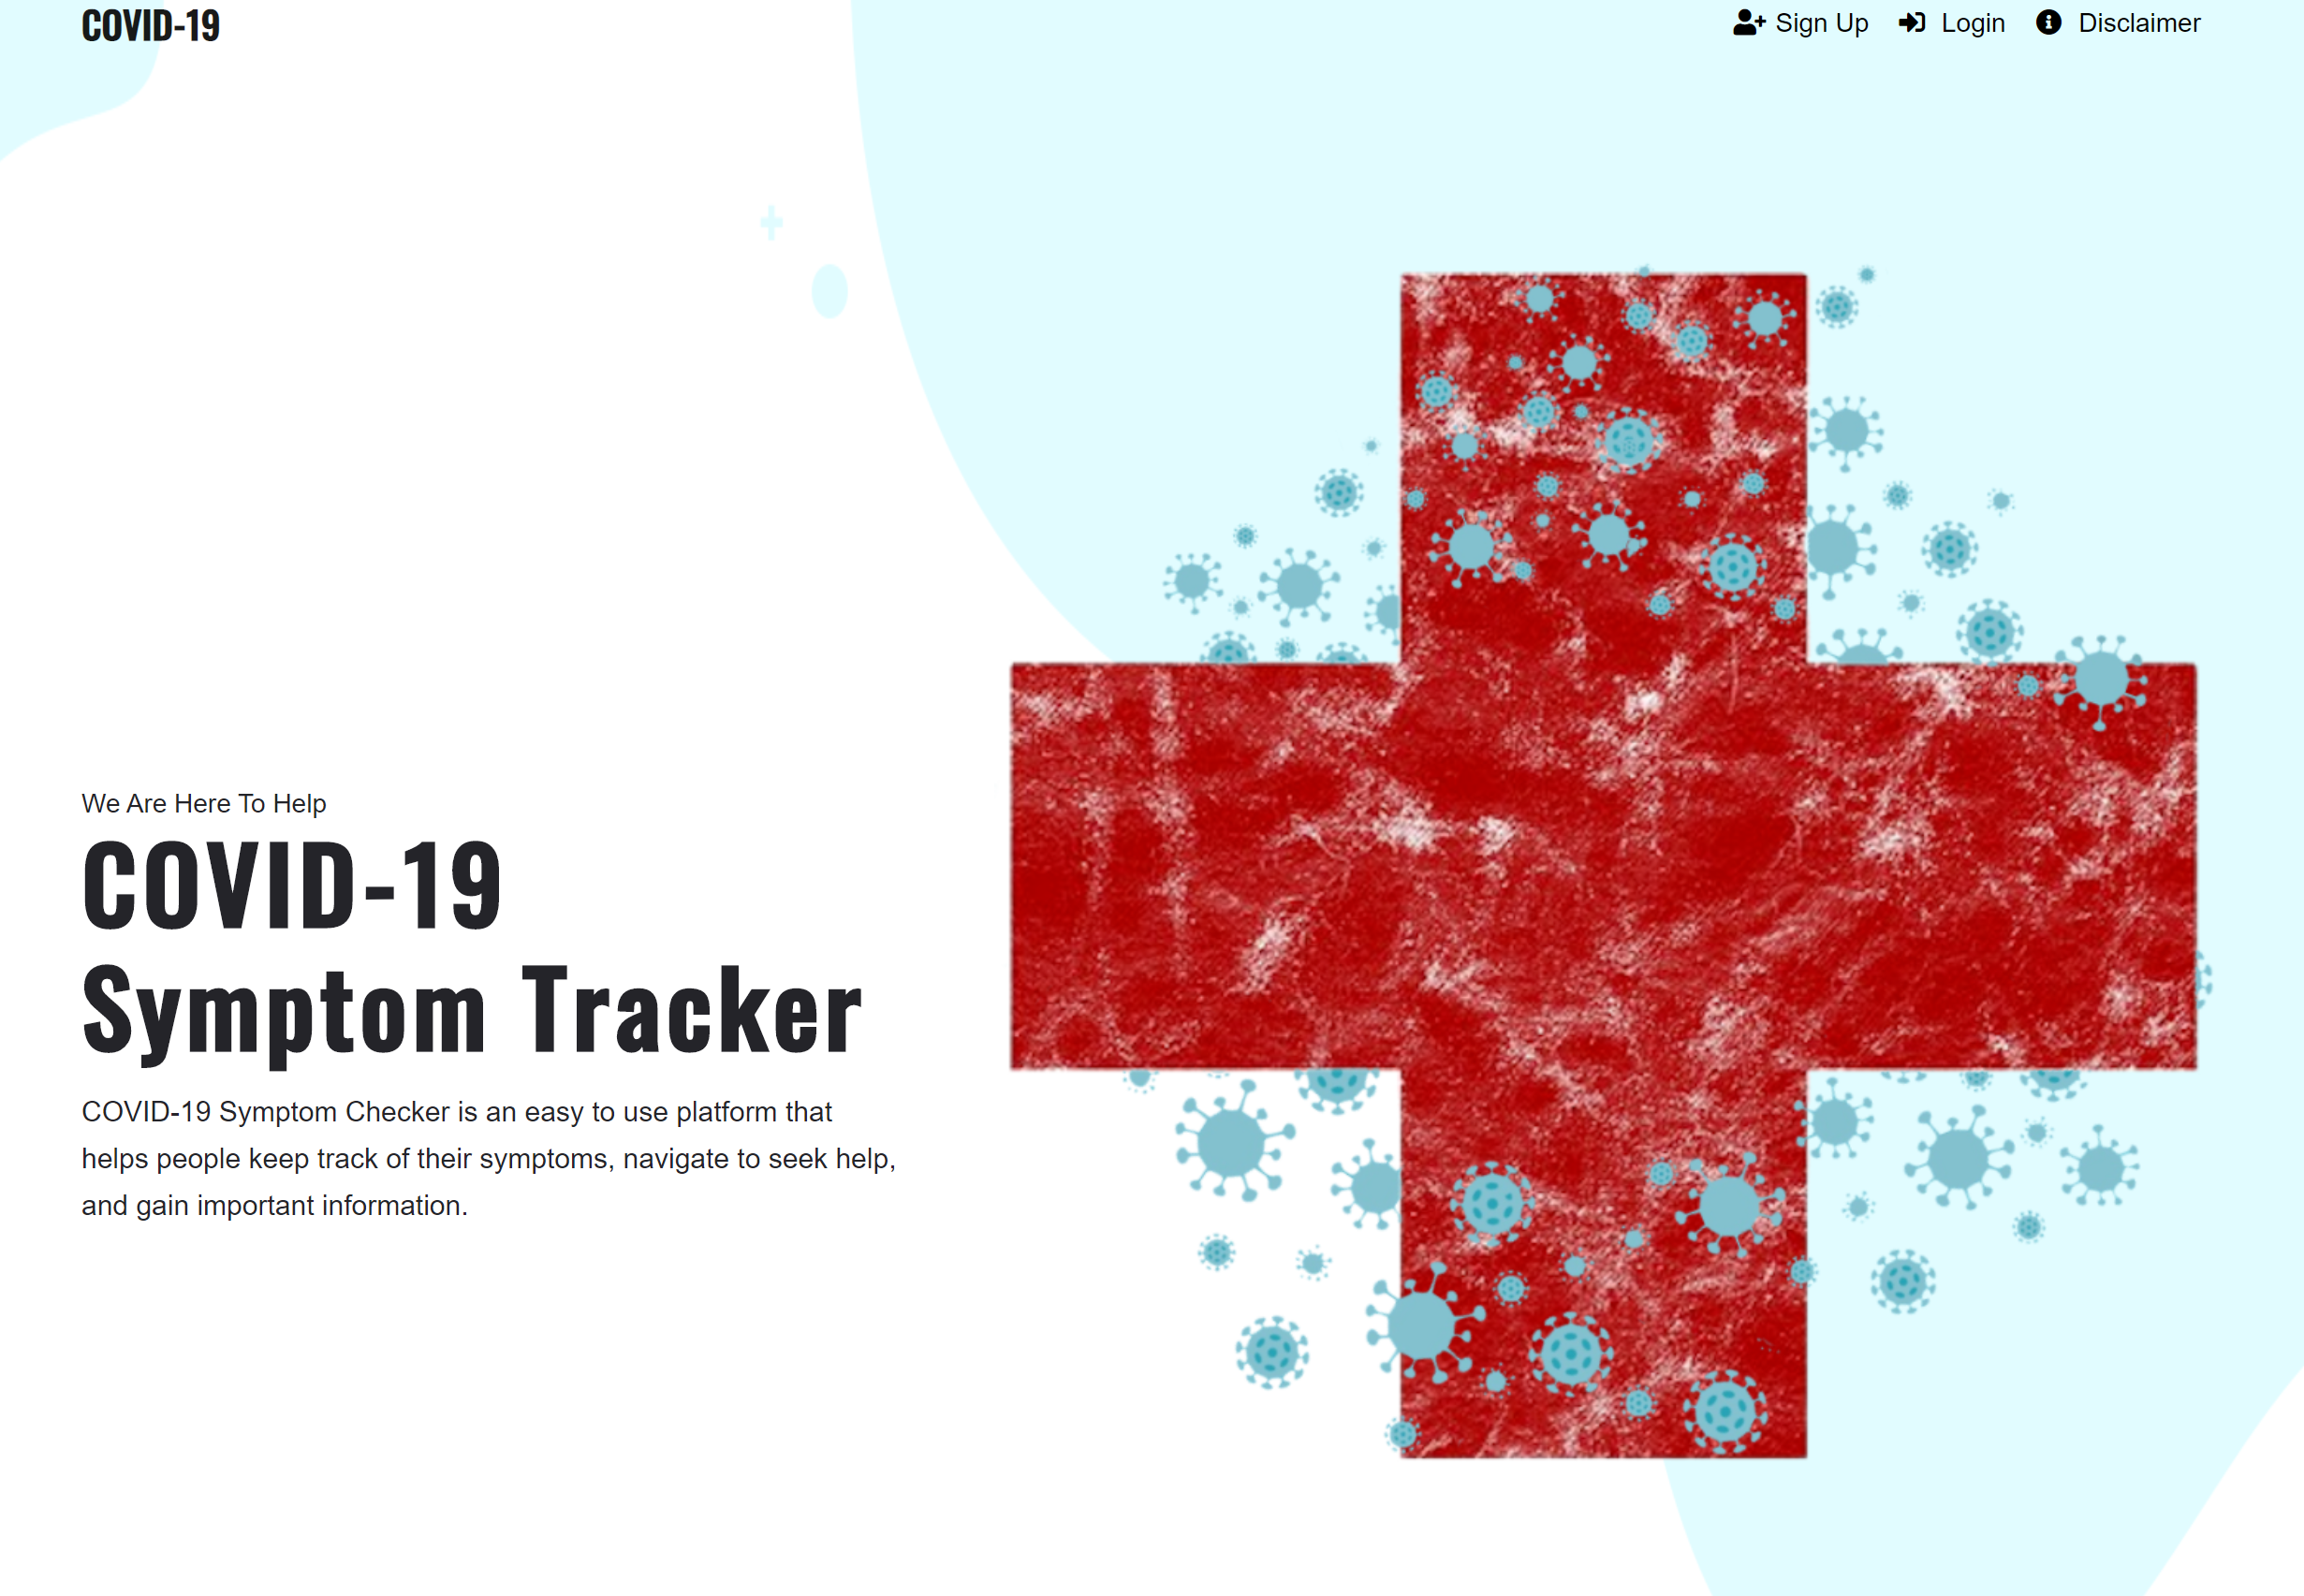 COVID-19
Sign Up
Login
Disclaimer
We Are Here To Help
COVID-19
Symptom Tracker
COVID-19 Symptom Checker is an easy to use platform that
helps people keep track of their symptoms, navigate to seek help,
and gain important information.